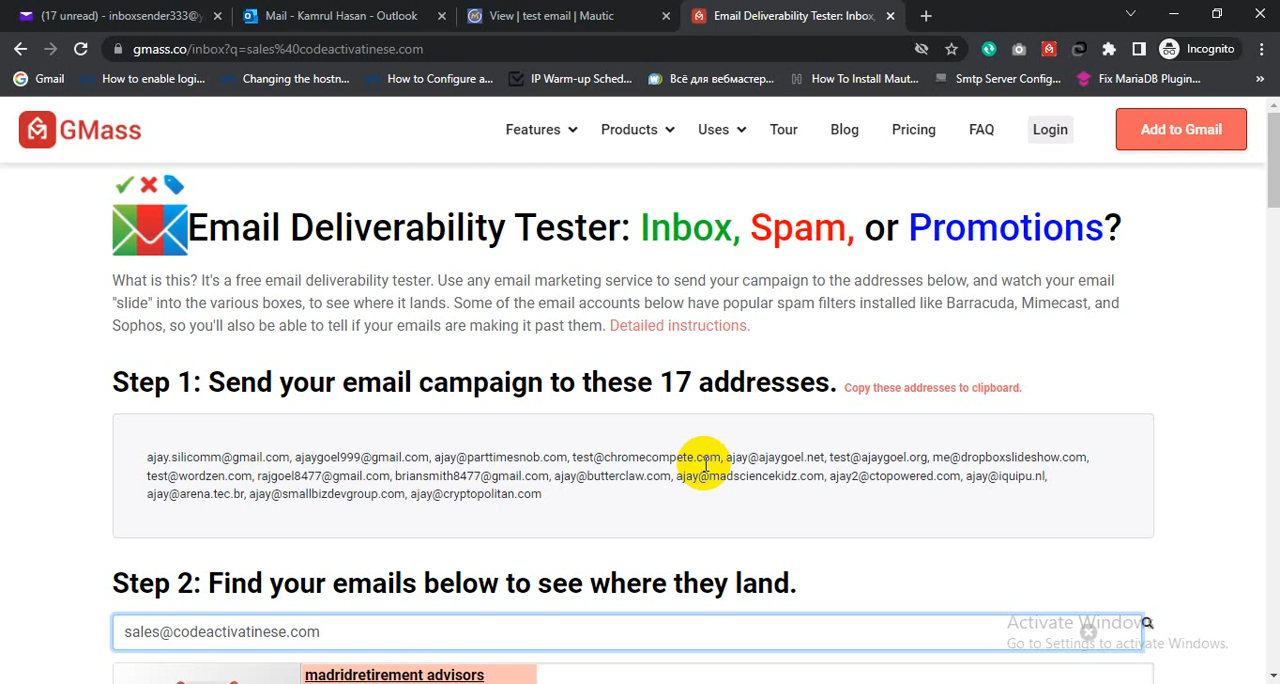 (17 unread) - inboxsender333@y
Mail - Kamrul Hasan - Outlook
View | test email | Mautic
Email Deliverability Tester: Inbox,
gmass.co/inbox?q=sales%40codeactivatinese.com
Incognito
Gmail
How to enable logi...
Changing the hostn...
How to Configure a...
IP Warm-up Sched...
Всё для вебмастер...
How To Install Maut...
Smtp Server Config...
Fix MariaDB Plugin...
»
GMass
Features
Products
Uses
Tour
Blog
Pricing
FAQ
Login
Add to Gmail
Email Deliverability Tester: Inbox, Spam, or Promotions?
What is this? It's a free email deliverability tester. Use any email marketing service to send your campaign to the addresses below, and watch your email
"slide" into the various boxes, to see where it lands. Some of the email accounts below have popular spam filters installed like Barracuda, Mimecast, and
Sophos, so you'll also be able to tell if your emails are making it past them. Detailed instructions.
Step 1: Send your email campaign to these 17 addresses. Copy these addresses to clipboard.
ajay.silicomm@gmail.com, ajaygoel999@gmail.com, ajay@parttimesnob.com, test@chromecompete.com, ajay@ajaygoel.net, test@ajaygoel.org, me@dropboxslideshow.com,
test@wordzen.com, rajgoel8477@gmail.com, briansmith8477@gmail.com, ajay@butterclaw.com, ajay@madsciencekidz.com, ajay2@ctopowered.com, ajay@iquipu.nl,
ajay@arena.tec.br, ajay@smallbizdevgroup.com, ajay@cryptopolitan.com
Step 2: Find your emails below to see where they land.
sales@codeactivatinese.com
Activate Windows
Go to Settings to activate Windows.
madridretirement advisors